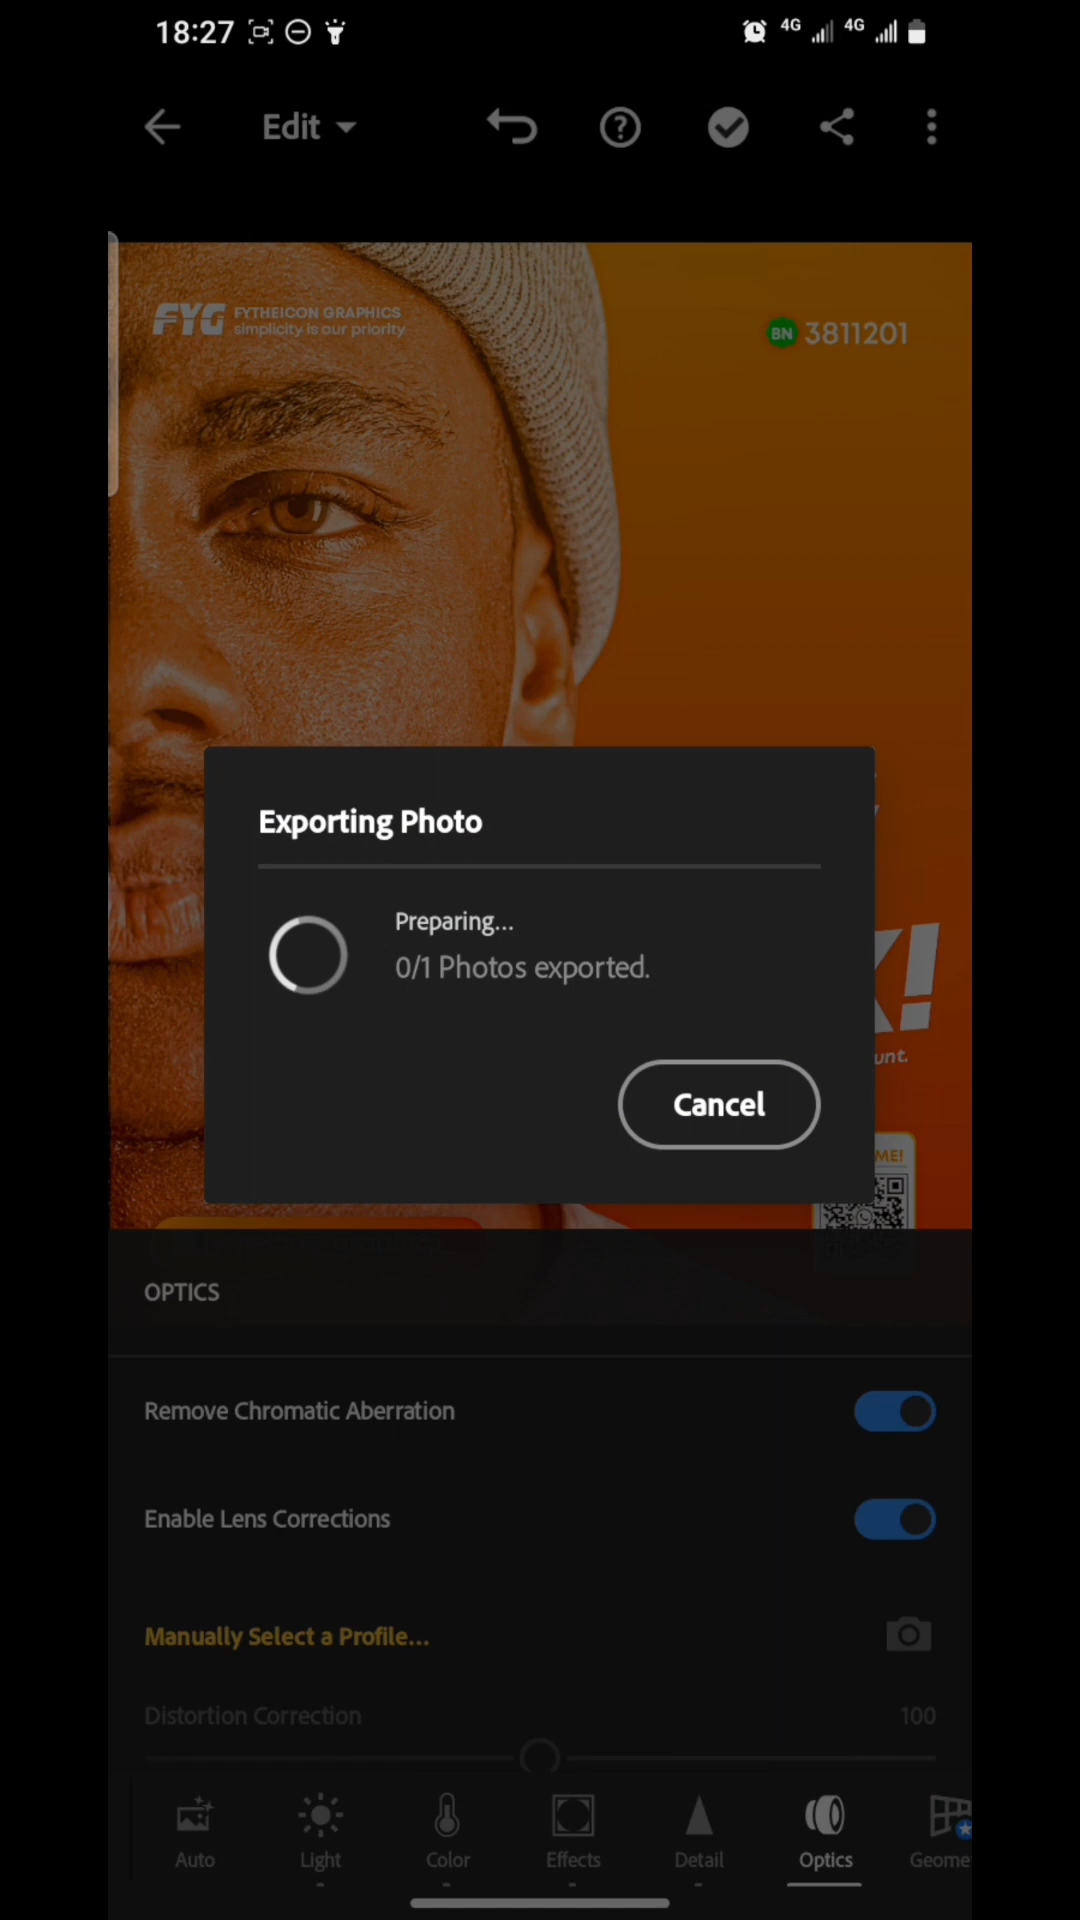 18:27
4G
4G
Edit
FYG
FYTHEICON GRAPHICS
simplicity is our priority
BN 3811201
Exporting Photo
Preparing...
0/1 Photos exported.
Cancel
X!
unt.
ME!
OPTICS
Remove Chromatic Aberration
Enable Lens Corrections
Manually Select a Profile...
Distortion Correction
100
Auto
Light
Color
Effects
Detail
Optics
Geome